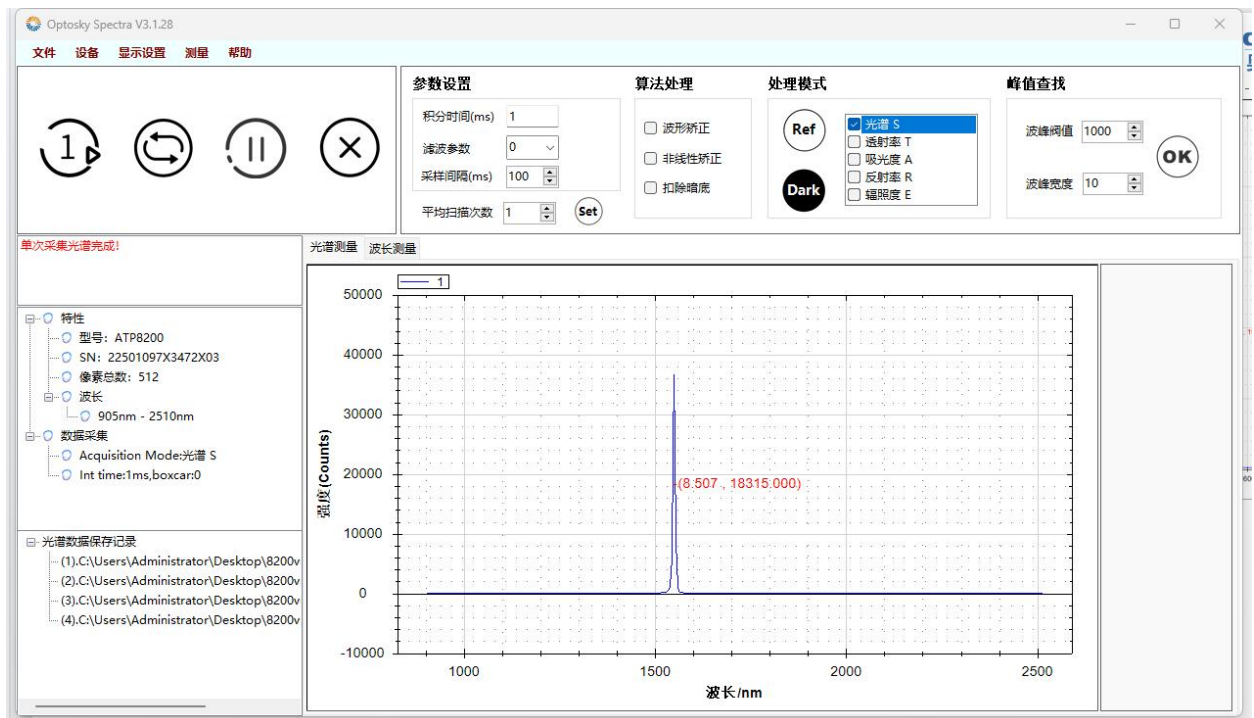 Optosky Spectra V3.1.28
文件 设备 显示设置 测量 帮助
1
参数设置
积分时间(ms) 1
滤波参数 0
采样间隔(ms) 100
平均扫描次数 1 Set
算法处理
波形矫正
非线性矫正
扣除暗底
处理模式
Ref
Dark
光谱 S
透射率 T
吸光度 A
反射率 R
辐照度 E
峰值查找
波峰阀值 1000
波峰宽度 10
OK
单次采集光谱完成!
特性
型号: ATP8200
SN: 22501097X3472X03
像素总数: 512
波长
905nm - 2510nm
数据采集
Acquisition Mode:光谱 S
Int time:1ms,boxcar:0
光谱数据保存记录
(1).C:\Users\Administrator\Desktop\8200v
(2).C:\Users\Administrator\Desktop\8200v
(3).C:\Users\Administrator\Desktop\8200v
(4).C:\Users\Administrator\Desktop\8200v
光谱测量 波长测量
1
50000
40000
30000
20000
10000
0
-10000
强度(Counts)
(8.507 , 18315.000)
1000 1500 2000 2500
波长/nm